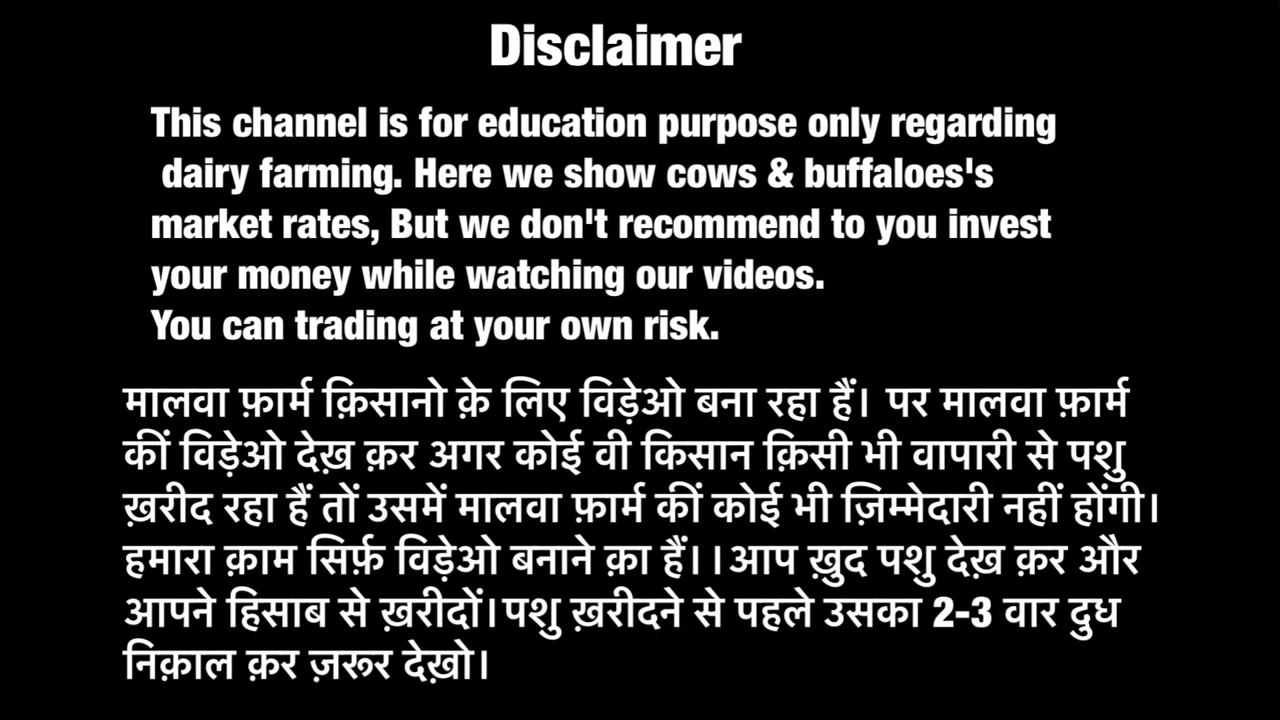 Disclaimer
This channel is for education purpose only regarding
dairy farming. Here we show cows & buffaloes's
market rates, But we don't recommend to you invest
your money while watching our videos.
You can trading at your own risk.
मालवा फ़ार्म क़िसानो क़े लिए विड़ेओ बना रहा हैं। पर मालवा फ़ार्म
कीं विड़ेओ देख़ क़र अगर कोई वी किसान क़िसी भी वापारी से पशु
ख़रीद रहा हैं तों उसमें मालवा फ़ार्म कीं कोई भी ज़िम्मेदारी नहीं होंगी।
हमारा क़ाम सिर्फ़ विड़ेओ बनाने क़ा हैं।।आप ख़ुद पशु देख़ क़र और
आपने हिसाब से ख़रीदों।पशु ख़रीदने से पहले उसका 2-3 वार दुध
निक़ाल क़र ज़रूर देख़ो।